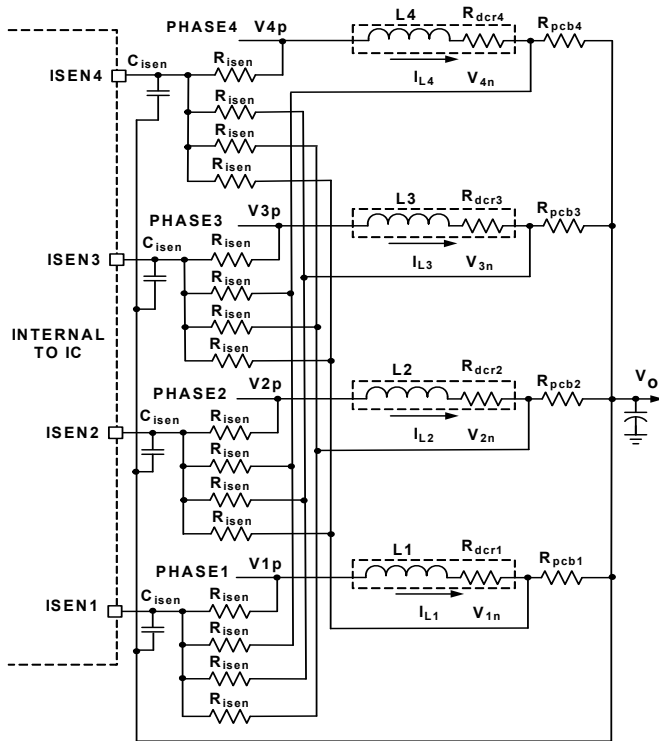 PHASE4 V4p L4 Rdcr4 Rpcb4
ISEN4 Cisen Risen
IL4 V4n
Risen
Risen
Risen
PHASE3 V3p L3 Rdcr3 Rpcb3
ISEN3 Cisen Risen
IL3 V3n
Risen
Risen
Risen
INTERNAL
TO IC
PHASE2 V2p L2 Rdcr2 Rpcb2 Vo
ISEN2 Cisen Risen
IL2 V2n
Risen
Risen
Risen
PHASE1 V1p L1 Rdcr1 Rpcb1
ISEN1 Cisen Risen
IL1 V1n
Risen
Risen
Risen